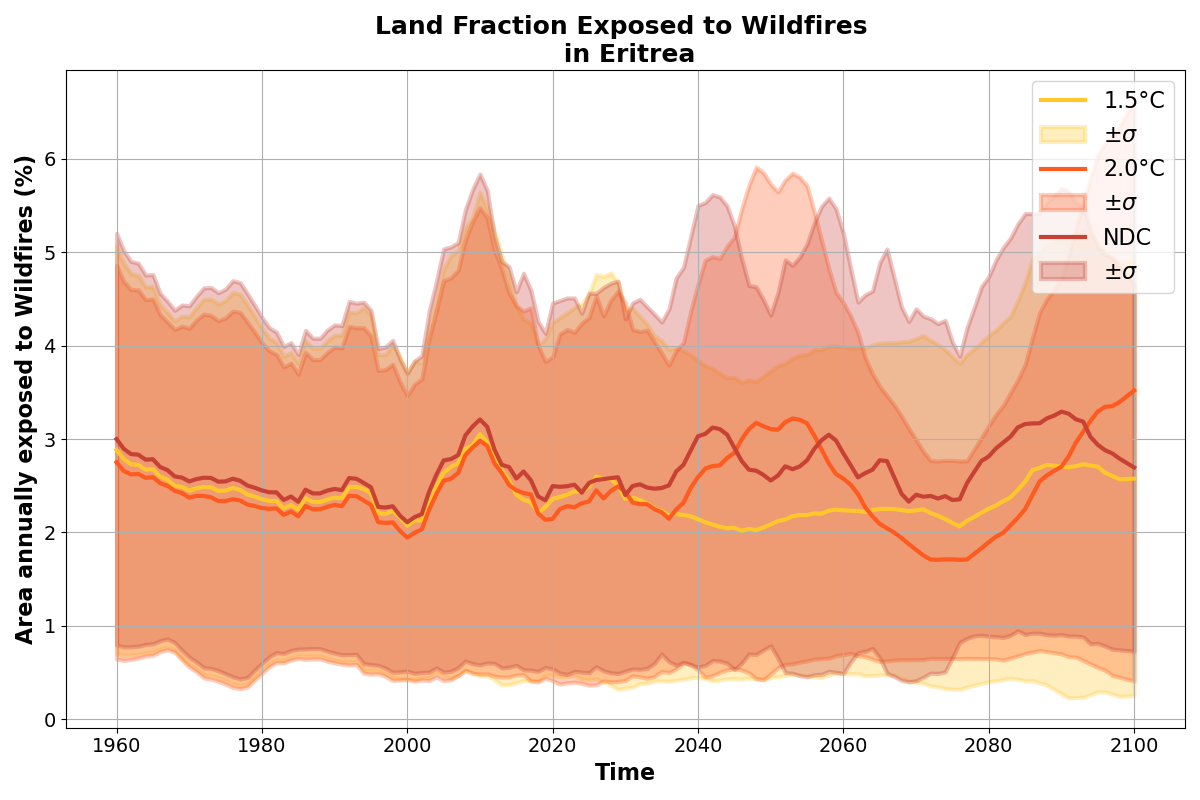 Land Fraction Exposed to Wildfires
in Eritrea
Area annually exposed to Wildfires (%)
6
5
4
3
2
1
0
1.5°C
±σ
2.0°C
±σ
NDC
±σ
1960
1980
2000
2020
2040
2060
2080
2100
Time